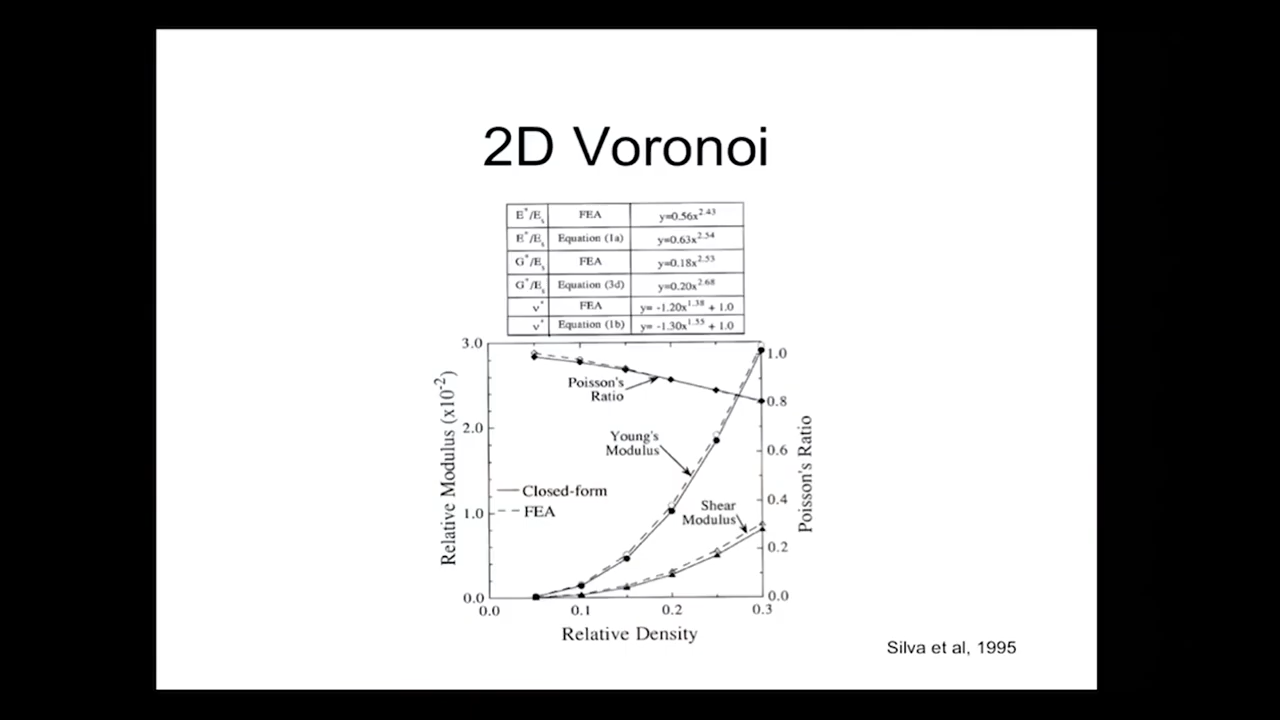 2D Voronoi
E*/Es FEA y=0.56x^2.43
E*/Es Equation (1a) y=0.63x^2.54
G*/Es FEA y=0.18x^2.53
G*/Es Equation (3d) y=0.20x^2.68
ν* FEA y= -1.20x^1.38 + 1.0
ν* Equation (1b) y= -1.30x^1.55 + 1.0
3.0
2.0
1.0
0.0
Relative Modulus (x10^-2)
Poisson's
Ratio
Young's
Modulus
Closed-form
FEA
Shear
Modulus
1.0
0.8
0.6
0.4
0.2
0.0
Poisson's Ratio
0.0 0.1 0.2 0.3
Relative Density
Silva et al, 1995